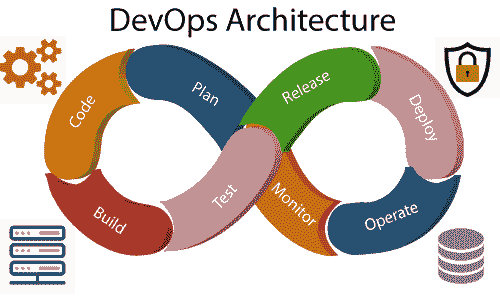 DevOps Architecture
Plan
Code
Build
Test
Release
Deploy
Operate
Monitor